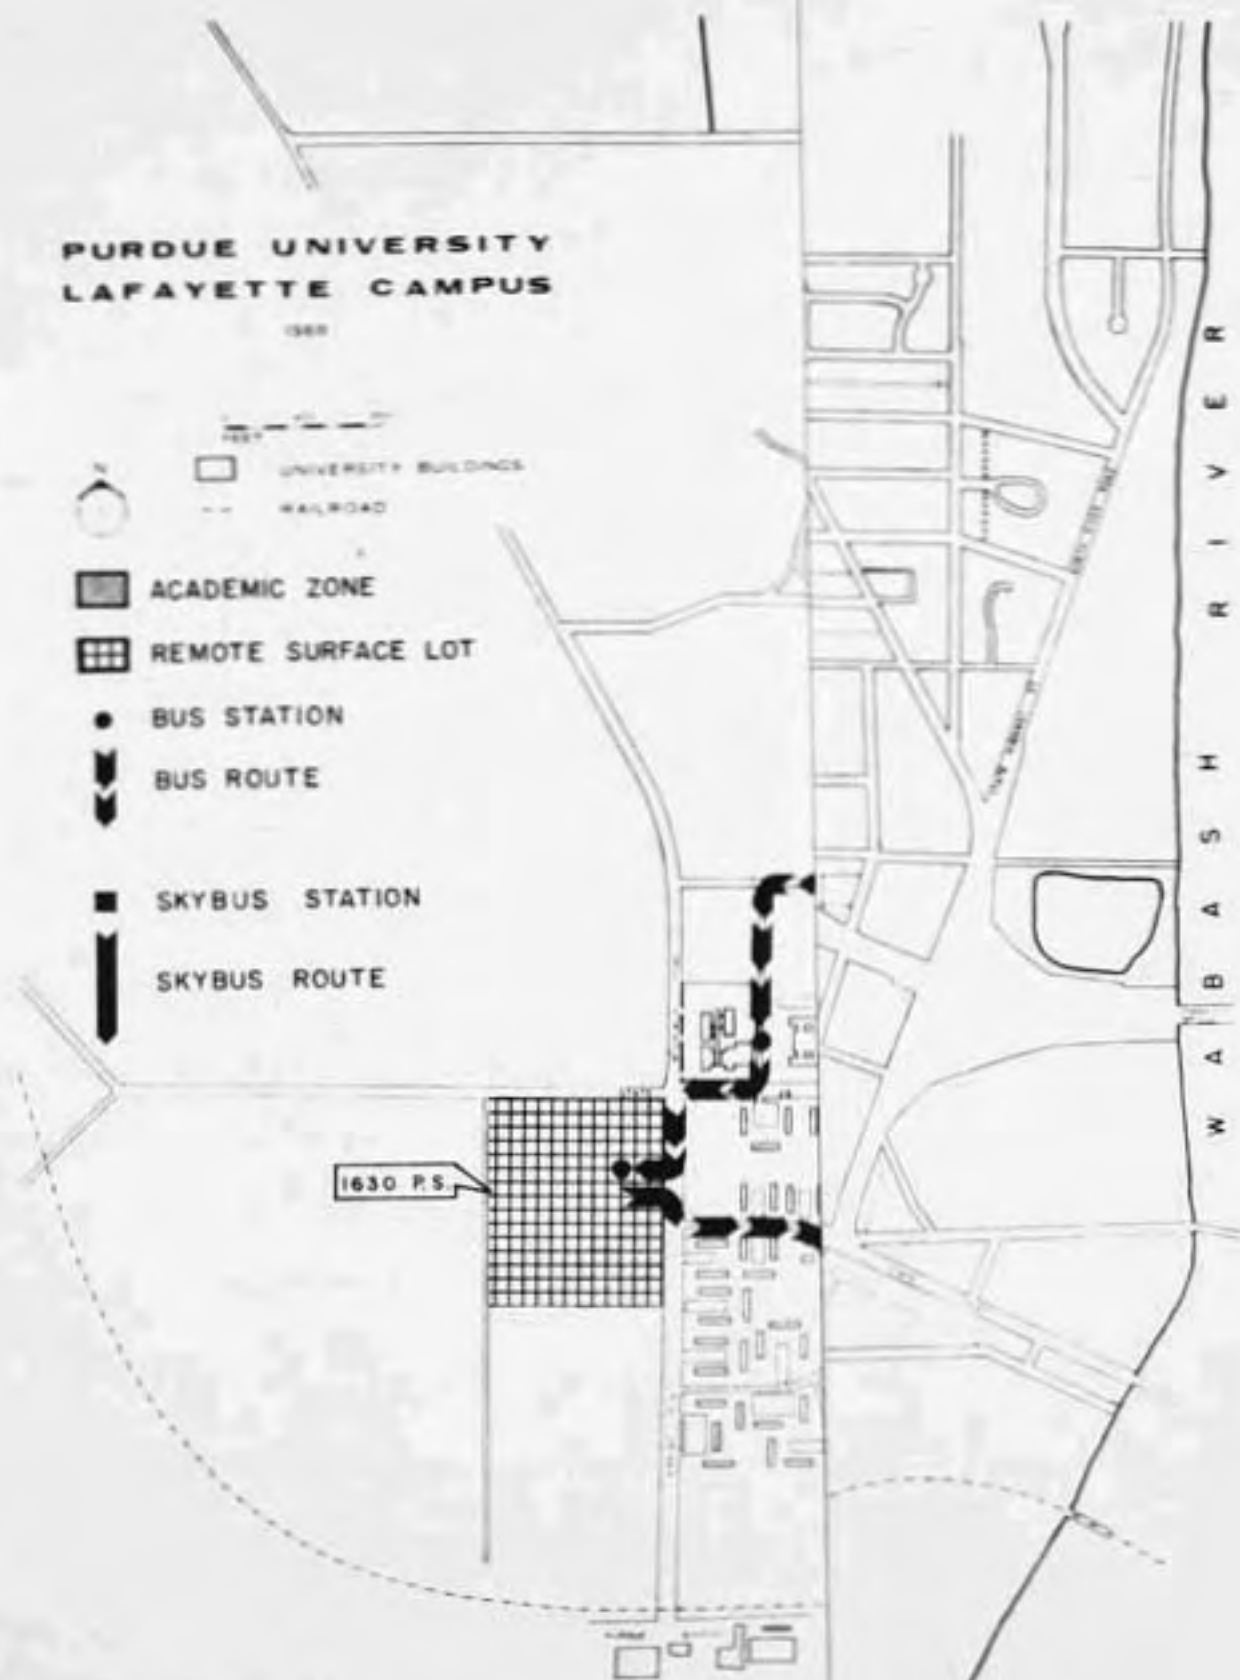 PURDUE UNIVERSITY
LAFAYETTE CAMPUS
FEET
N
UNIVERSITY BUILDINGS
RAILROAD
ACADEMIC ZONE
REMOTE SURFACE LOT
BUS STATION
BUS ROUTE
SKYBUS STATION
SKYBUS ROUTE
1630 P.S.
WABASH RIVER